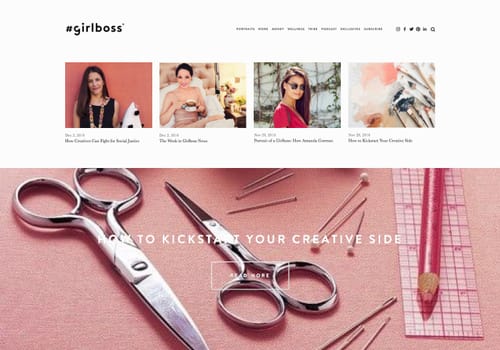 #girlboss
PORTRAITS WORK MONEY WELLNESS TRIBE PODCAST EXCLUSIVES SUBSCRIBE
Dec 2, 2016
How Creatives Can Fight for Social Justice
Dec 2, 2016
The Week in Girlboss News
Nov 29, 2016
Portrait of a Girlboss: How Amanda Gorman
Nov 28, 2016
How to Kickstart Your Creative Side
HOW TO KICKSTART YOUR CREATIVE SIDE
READ MORE